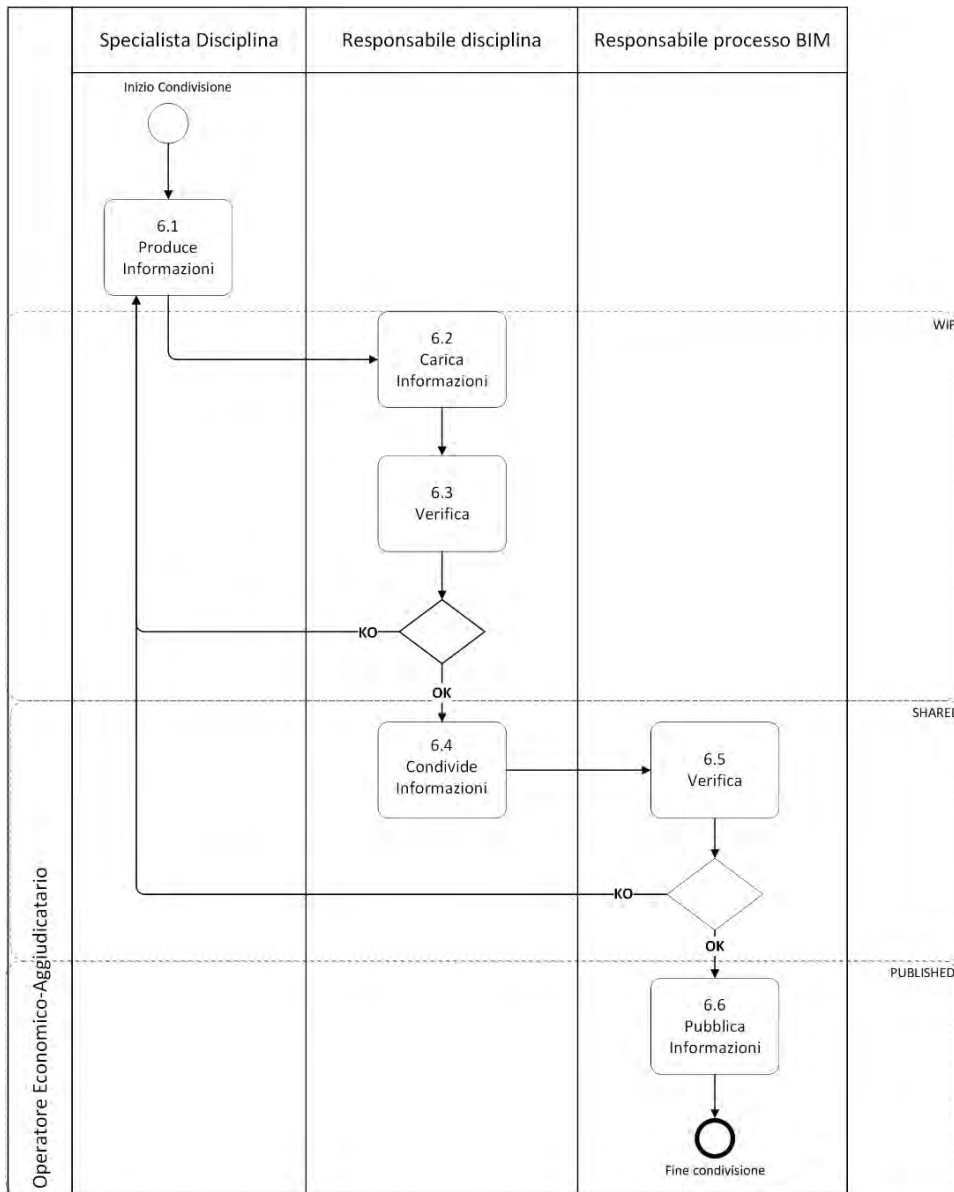 Specialista Disciplina
Responsabile disciplina
Responsabile processo BIM
Inizio Condivisione
6.1
Produce
Informazioni
WiP
6.2
Carica
Informazioni
6.3
Verifica
KO
OK
SHARED
6.4
Condivide
Informazioni
6.5
Verifica
KO
OK
PUBLISHED
6.6
Pubblica
Informazioni
Fine condivisione
Operatore Economico-Aggiudicatario